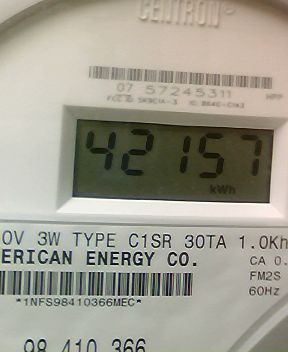 CENTRON
07 57245311 HPP
42157
kWh
0V 3W TYPE C1SR 30TA 1.0Kh
ERICAN ENERGY CO. CA 0.
FM2S
60Hz
*1NFS98410366MEC*
98 410 366